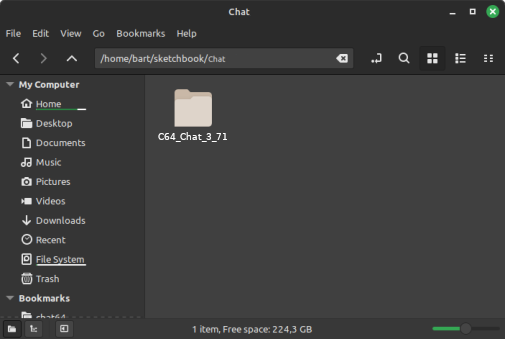 Chat
File Edit View Go Bookmarks Help
/home/bart/sketchbook/Chat
My Computer
Home
Desktop
Documents
Music
Pictures
Videos
Downloads
Recent
File System
Trash
Bookmarks
chat64
C64_Chat_3_71
1 item, Free space: 224,3 GB